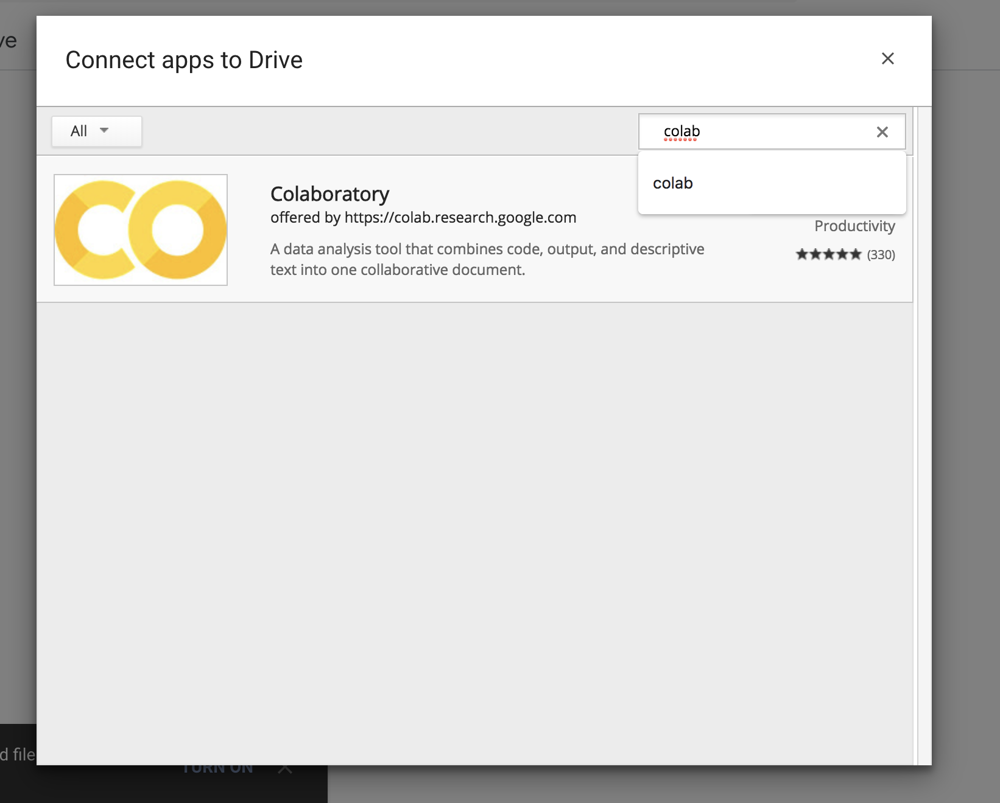 ve
Connect apps to Drive
All
colab
colab
Colaboratory
offered by https://colab.research.google.com
Productivity
A data analysis tool that combines code, output, and descriptive
text into one collaborative document.
(330)
d file
TURN ON